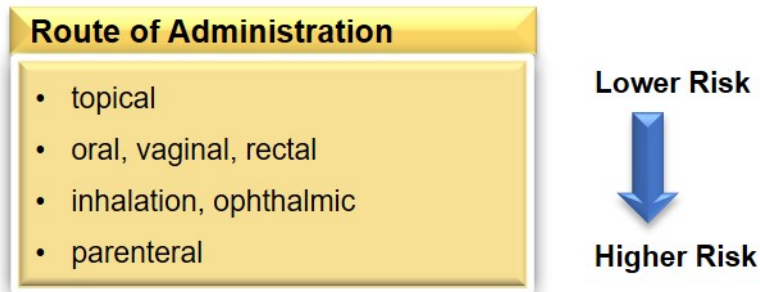 Route of Administration
• topical
• oral, vaginal, rectal
• inhalation, ophthalmic
• parenteral
Lower Risk
Higher Risk